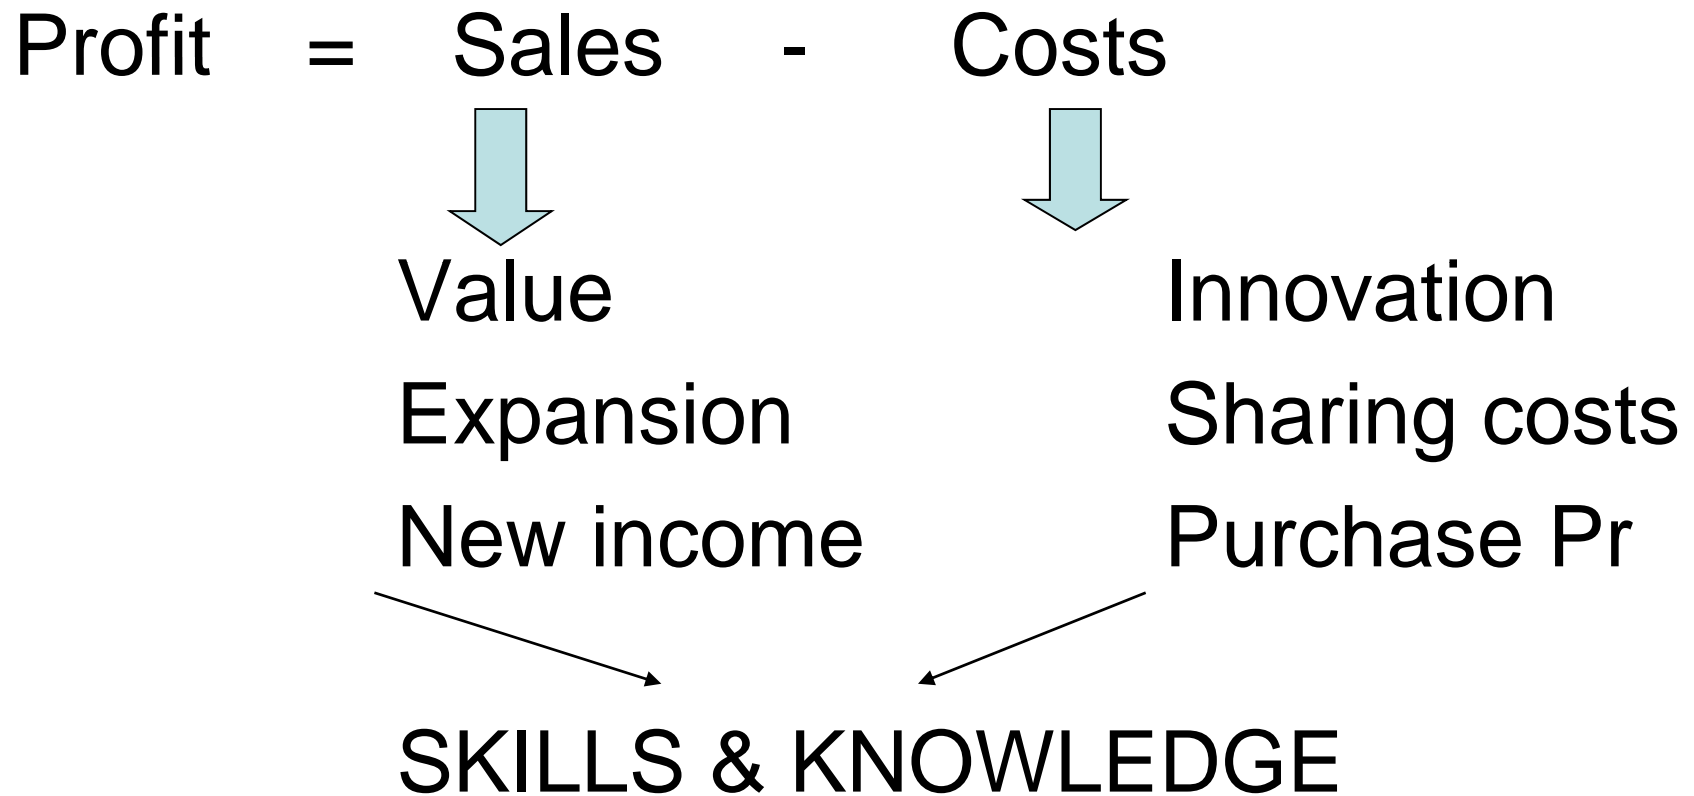 Profit = Sales - Costs
Value Innovation
Expansion Sharing costs
New income Purchase Pr
SKILLS & KNOWLEDGE